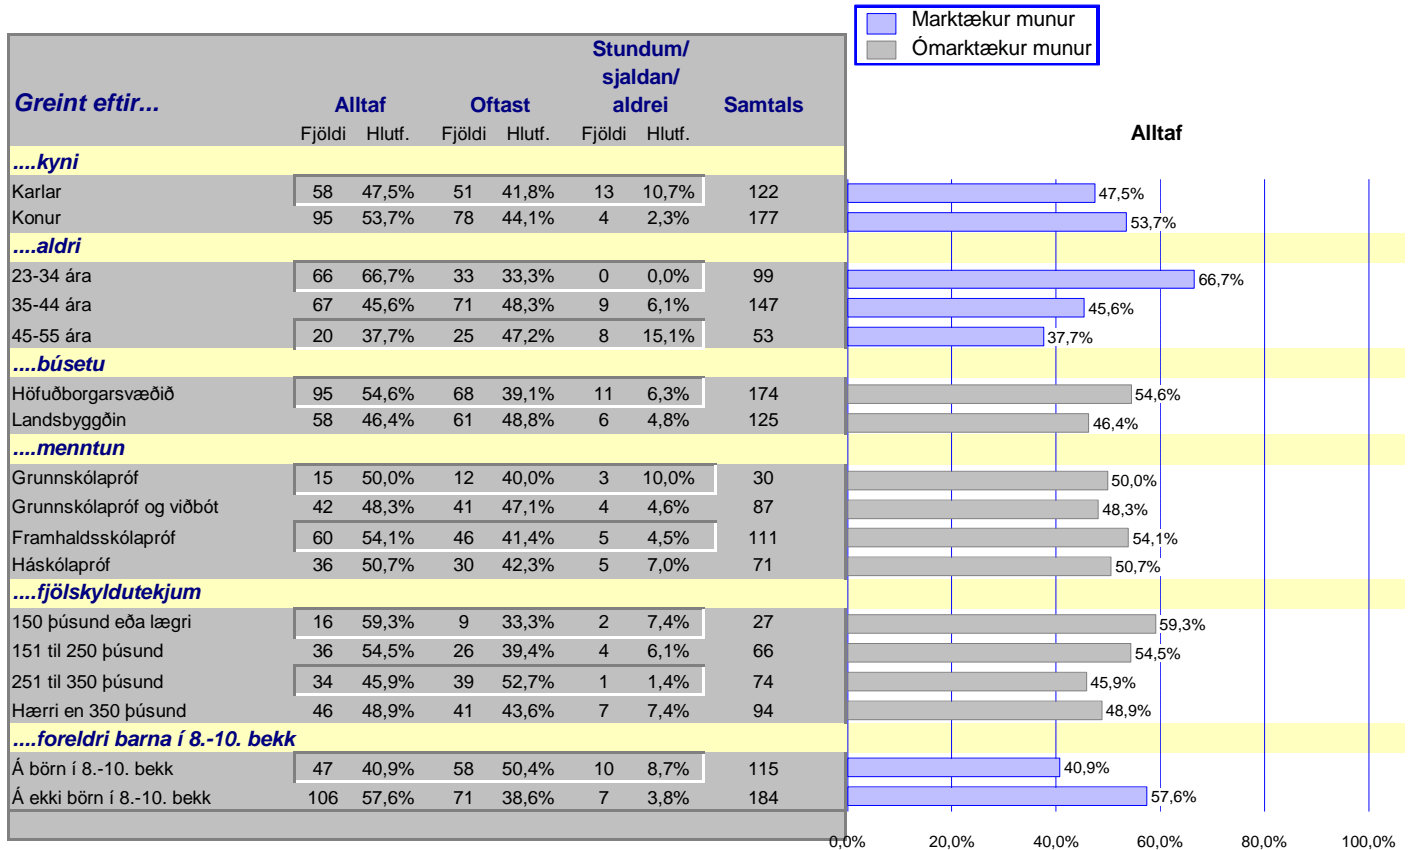 Marktækur munur
Ómarktækur munur
Stundum/
sjaldan/
Greint eftir... Alltaf Oftast aldrei Samtals
Fjöldi Hlutf. Fjöldi Hlutf. Fjöldi Hlutf.
Alltaf
....kyni
Karlar 58 47,5% 51 41,8% 13 10,7% 122 47,5%
Konur 95 53,7% 78 44,1% 4 2,3% 177 53,7%
....aldri
23-34 ára 66 66,7% 33 33,3% 0 0,0% 99 66,7%
35-44 ára 67 45,6% 71 48,3% 9 6,1% 147 45,6%
45-55 ára 20 37,7% 25 47,2% 8 15,1% 53 37,7%
....búsetu
Höfuðborgarsvæðið 95 54,6% 68 39,1% 11 6,3% 174 54,6%
Landsbyggðin 58 46,4% 61 48,8% 6 4,8% 125 46,4%
....menntun
Grunnskólapróf 15 50,0% 12 40,0% 3 10,0% 30 50,0%
Grunnskólapróf og viðbót 42 48,3% 41 47,1% 4 4,6% 87 48,3%
Framhaldsskólapróf 60 54,1% 46 41,4% 5 4,5% 111 54,1%
Háskólapróf 36 50,7% 30 42,3% 5 7,0% 71 50,7%
....fjölskyldutekjum
150 þúsund eða lægri 16 59,3% 9 33,3% 2 7,4% 27 59,3%
151 til 250 þúsund 36 54,5% 26 39,4% 4 6,1% 66 54,5%
251 til 350 þúsund 34 45,9% 39 52,7% 1 1,4% 74 45,9%
Hærri en 350 þúsund 46 48,9% 41 43,6% 7 7,4% 94 48,9%
....foreldri barna í 8.-10. bekk
Á börn í 8.-10. bekk 47 40,9% 58 50,4% 10 8,7% 115 40,9%
Á ekki börn í 8.-10. bekk 106 57,6% 71 38,6% 7 3,8% 184 57,6%
0,0% 20,0% 40,0% 60,0% 80,0% 100,0%